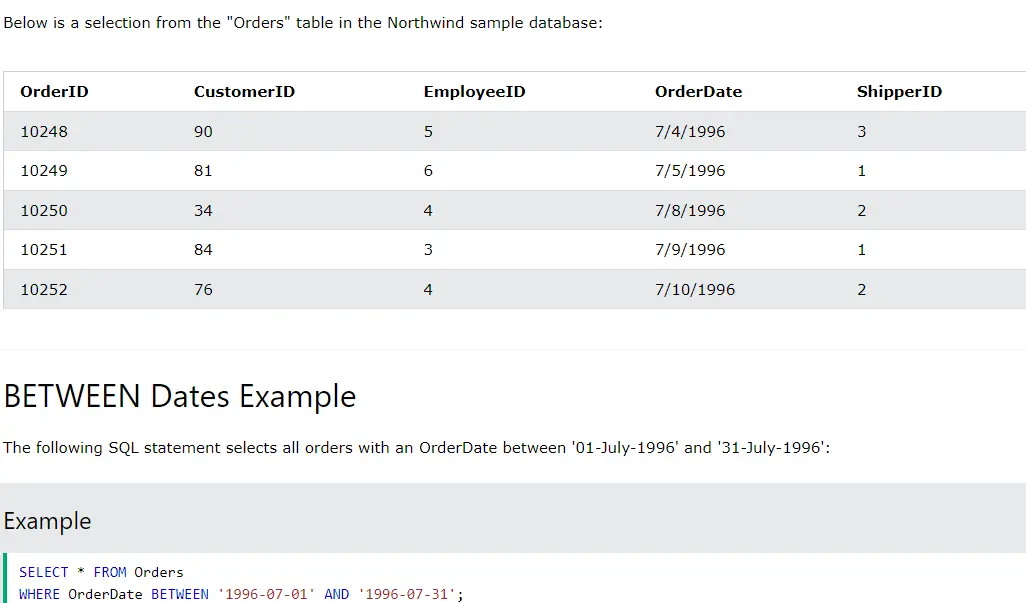 Below is a selection from the "Orders" table in the Northwind sample database:
OrderID CustomerID EmployeeID OrderDate ShipperID
10248 90 5 7/4/1996 3
10249 81 6 7/5/1996 1
10250 34 4 7/8/1996 2
10251 84 3 7/9/1996 1
10252 76 4 7/10/1996 2
BETWEEN Dates Example
The following SQL statement selects all orders with an OrderDate between '01-July-1996' and '31-July-1996':
Example
SELECT * FROM Orders
WHERE OrderDate BETWEEN '1996-07-01' AND '1996-07-31';